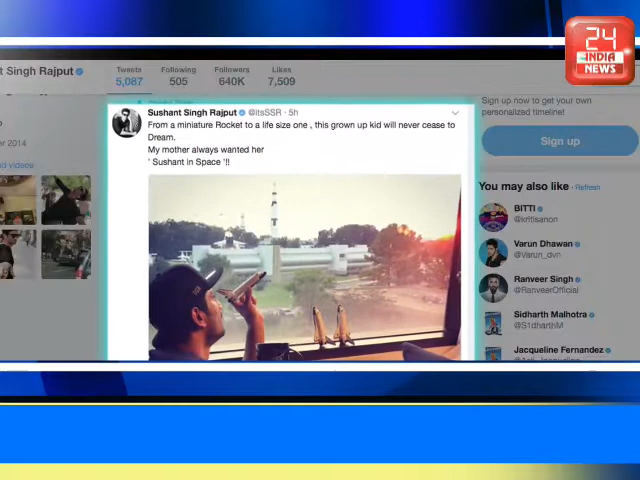 24
INDIA
NEWS
t Singh Rajput
Tweets Following Followers Likes
5,087 505 640K 7,509
Sushant Singh Rajput @itsSSR · 5h
From a miniature Rocket to a life size one , this grown up kid will never cease to
Dream.
My mother always wanted her
' Sushant in Space '!!
er 2014
d videos
Sign up now to get your own
personalized timeline!
Sign up
You may also like · Refresh
BITTI
@kritisanon
Varun Dhawan
@Varun_dvn
Ranveer Singh
@RanveerOfficial
Sidharth Malhotra
@S1dharthM
Jacqueline Fernandez